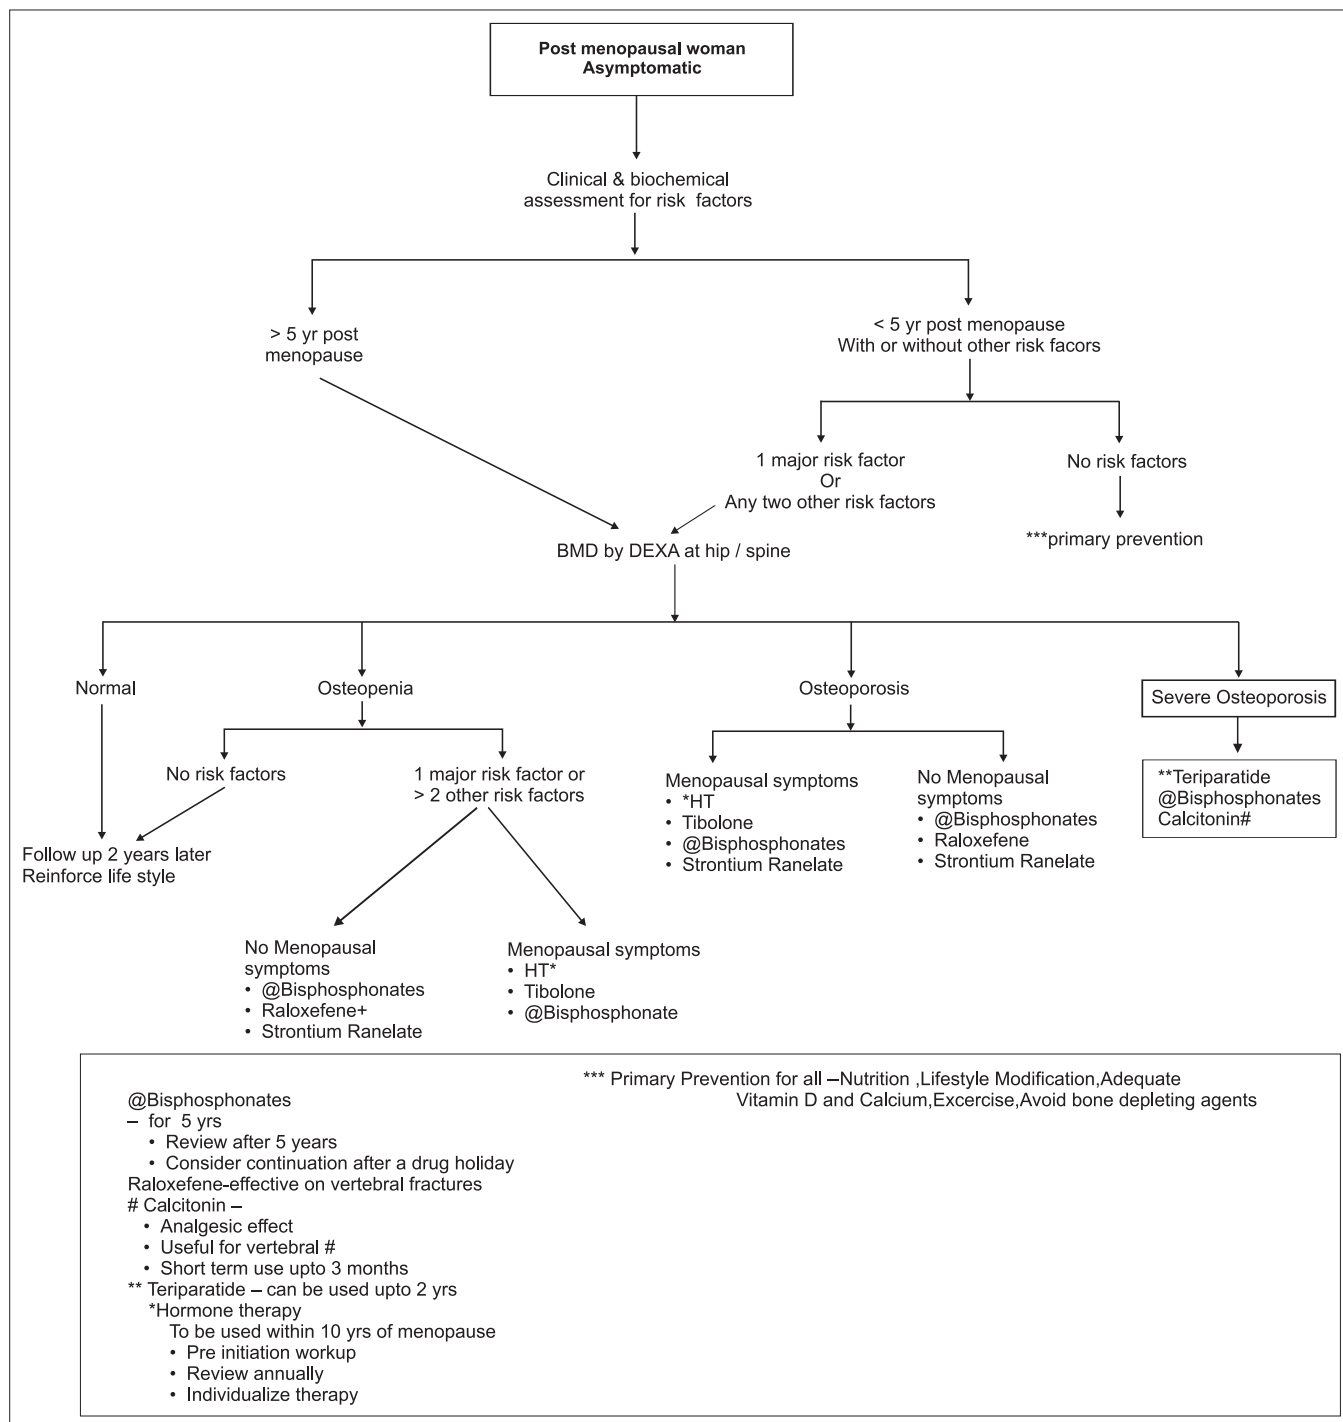 Post menopausal woman
Asymptomatic
Clinical & biochemical
assessment for risk factors
> 5 yr post
menopause
< 5 yr post menopause
With or without other risk facors
1 major risk factor
Or
Any two other risk factors
No risk factors
***primary prevention
BMD by DEXA at hip / spine
Normal
Osteopenia
Osteoporosis
Severe Osteoporosis
No risk factors
1 major risk factor or
> 2 other risk factors
Follow up 2 years later
Reinforce life style
Menopausal symptoms
• *HT
• Tibolone
• @Bisphosphonates
• Strontium Ranelate
No Menopausal
symptoms
• @Bisphosphonates
• Raloxefene
• Strontium Ranelate
**Teriparatide
@Bisphosphonates
Calcitonin#
No Menopausal
symptoms
• @Bisphosphonates
• Raloxefene+
• Strontium Ranelate
Menopausal symptoms
• HT*
• Tibolone
• @Bisphosphonate
*** Primary Prevention for all –Nutrition ,Lifestyle Modification,Adequate
Vitamin D and Calcium,Excercise,Avoid bone depleting agents
@Bisphosphonates
– for 5 yrs
• Review after 5 years
• Consider continuation after a drug holiday
Raloxefene-effective on vertebral fractures
# Calcitonin –
• Analgesic effect
• Useful for vertebral #
• Short term use upto 3 months
** Teriparatide – can be used upto 2 yrs
*Hormone therapy
To be used within 10 yrs of menopause
• Pre initiation workup
• Review annually
• Individualize therapy